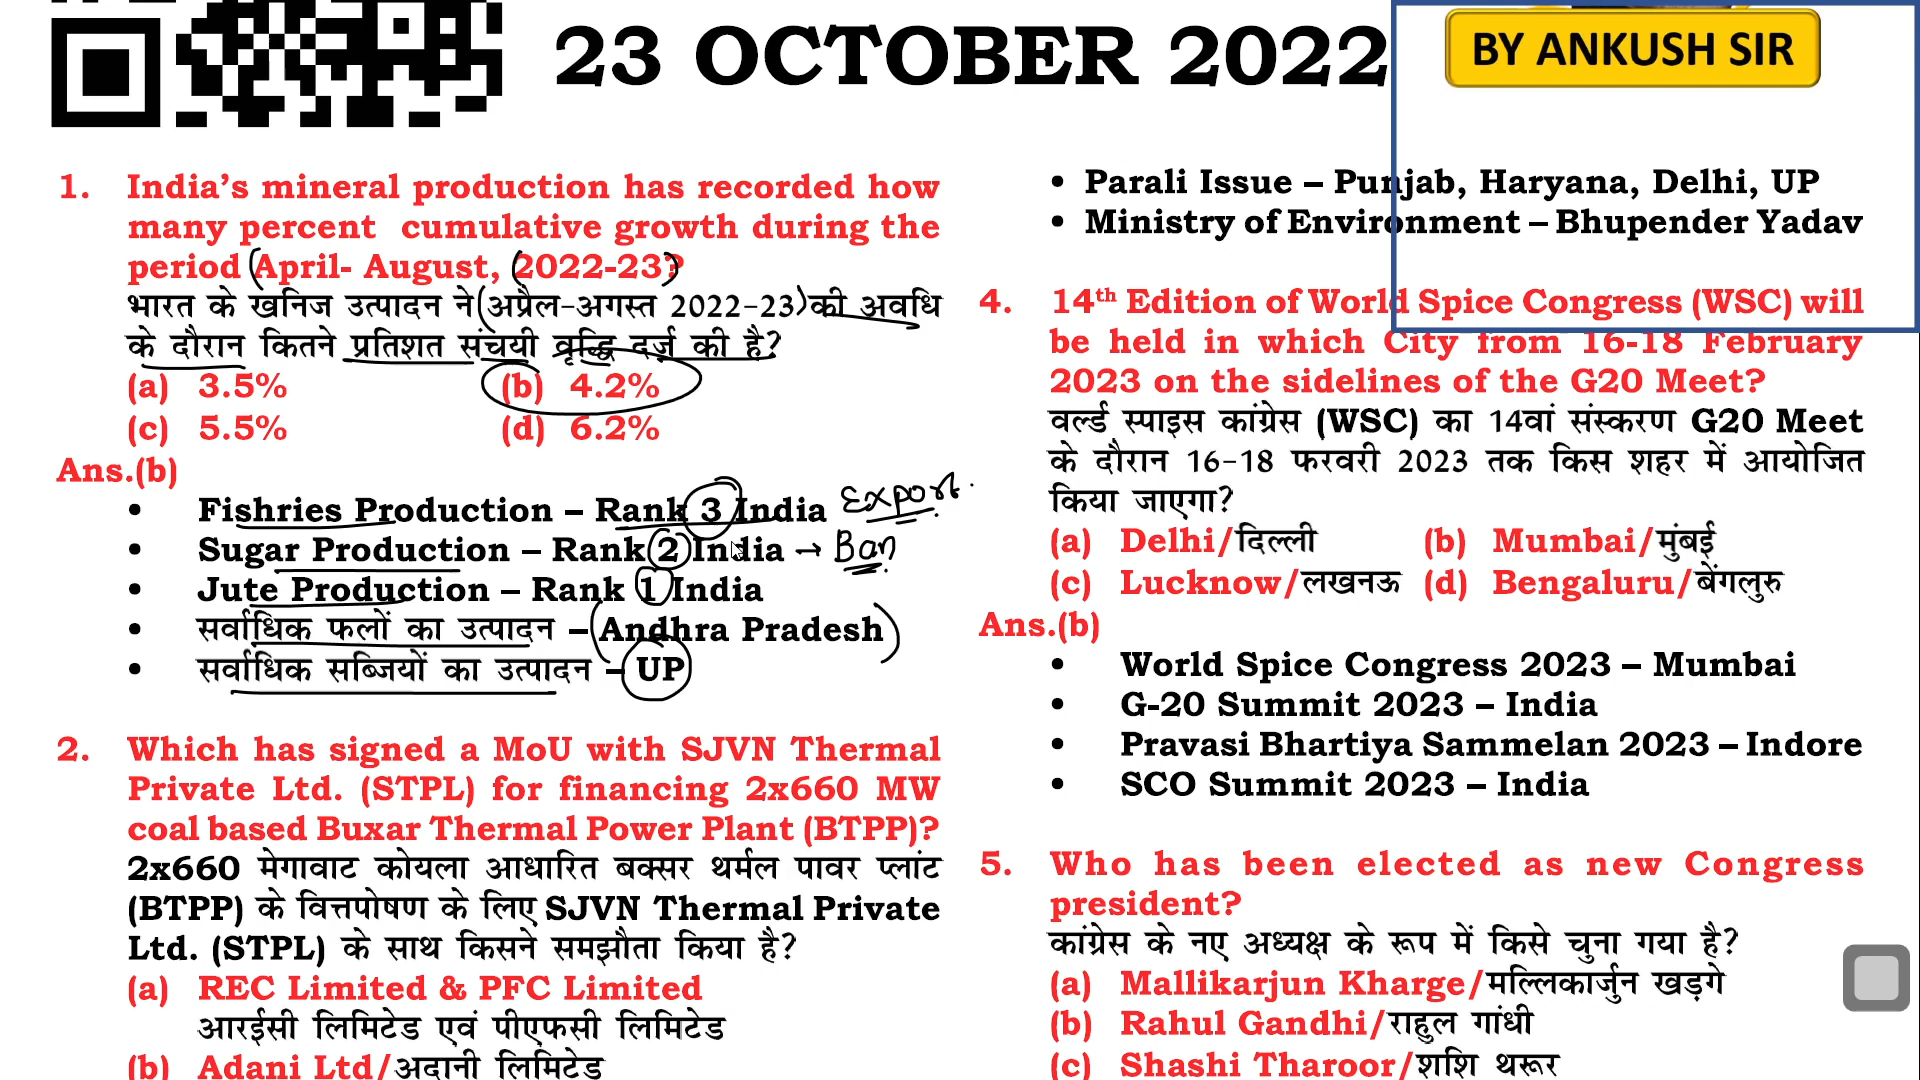 23 OCTOBER 2022
BY ANKUSH SIR
1. India's mineral production has recorded how
many percent cumulative growth during the
period April- August, 2022-23?
भारत के खनिज उत्पादन ने (अप्रैल-अगस्त 2022-23) की अवधि
के दौरान कितने प्रतिशत संचयी वृद्धि दर्ज की है?
(a) 3.5% (b) 4.2%
(c) 5.5% (d) 6.2%
Ans.(b)
• Fishries Production – Rank 3 India Export.
• Sugar Production – Rank 2 India → Ban
• Jute Production – Rank 1 India
• सर्वाधिक फलों का उत्पादन – (Andhra Pradesh)
• सर्वाधिक सब्जियों का उत्पादन – UP
2. Which has signed a MoU with SJVN Thermal
Private Ltd. (STPL) for financing 2x660 MW
coal based Buxar Thermal Power Plant (BTPP)?
2x660 मेगावाट कोयला आधारित बक्सर थर्मल पावर प्लांट
(BTPP) के वित्तपोषण के लिए SJVN Thermal Private
Ltd. (STPL) के साथ किसने समझौता किया है?
(a) REC Limited & PFC Limited
आरईसी लिमिटेड एवं पीएफसी लिमिटेड
(b) Adani Ltd/अदानी लिमिटेड
• Parali Issue – Punjab, Haryana, Delhi, UP
• Ministry of Environment – Bhupender Yadav
4. 14th Edition of World Spice Congress (WSC) will
be held in which City from 16-18 February
2023 on the sidelines of the G20 Meet?
वर्ल्ड स्पाइस कांग्रेस (WSC) का 14वां संस्करण G20 Meet
के दौरान 16-18 फरवरी 2023 तक किस शहर में आयोजित
किया जाएगा?
(a) Delhi/दिल्ली (b) Mumbai/मुंबई
(c) Lucknow/लखनऊ (d) Bengaluru/बेंगलुरु
Ans.(b)
• World Spice Congress 2023 – Mumbai
• G-20 Summit 2023 – India
• Pravasi Bhartiya Sammelan 2023 – Indore
• SCO Summit 2023 – India
5. Who has been elected as new Congress
president?
कांग्रेस के नए अध्यक्ष के रूप में किसे चुना गया है?
(a) Mallikarjun Kharge/मल्लिकार्जुन खड़गे
(b) Rahul Gandhi/राहुल गांधी
(c) Shashi Tharoor/शशि थरूर